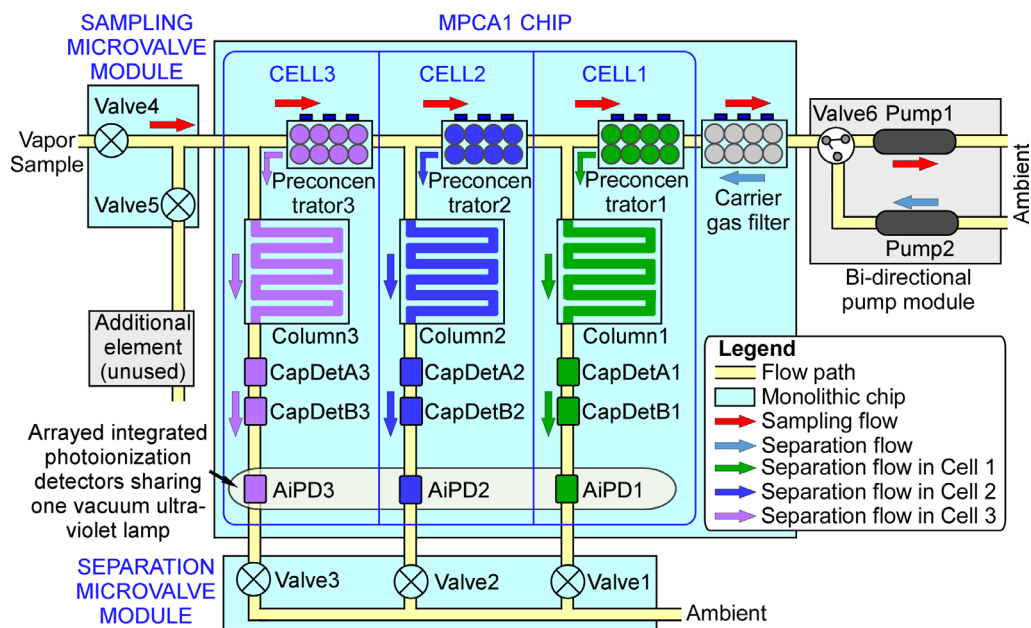 SAMPLING
MICROVALVE
MODULE
MPCA1 CHIP
CELL3
CELL2
CELL1
Valve4
Vapor
Sample
Valve5
Additional
element
(unused)
Preconcen
trator3
Preconcen
trator2
Preconcen
trator1
Carrier
gas filter
Valve6
Pump1
Pump2
Ambient
Bi-directional
pump module
Column3
Column2
Column1
CapDetA3
CapDetA2
CapDetA1
CapDetB3
CapDetB2
CapDetB1
Arrayed integrated
photoionization
detectors sharing
one vacuum ultra-
violet lamp
AiPD3
AiPD2
AiPD1
Legend
Flow path
Monolithic chip
Sampling flow
Separation flow
Separation flow in Cell 1
Separation flow in Cell 2
Separation flow in Cell 3
SEPARATION
MICROVALVE
MODULE
Valve3
Valve2
Valve1
Ambient